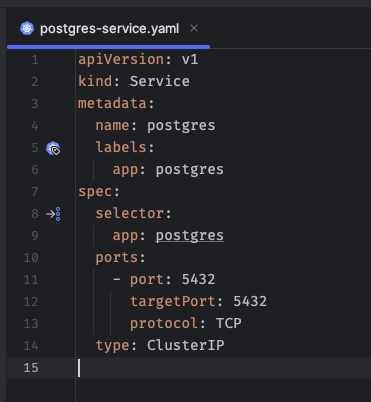 postgres-service.yaml
1 apiVersion: v1
2 kind: Service
3 metadata:
4   name: postgres
5   labels:
6     app: postgres
7 spec:
8   selector:
9     app: postgres
10   ports:
11     - port: 5432
12       targetPort: 5432
13       protocol: TCP
14   type: ClusterIP
15